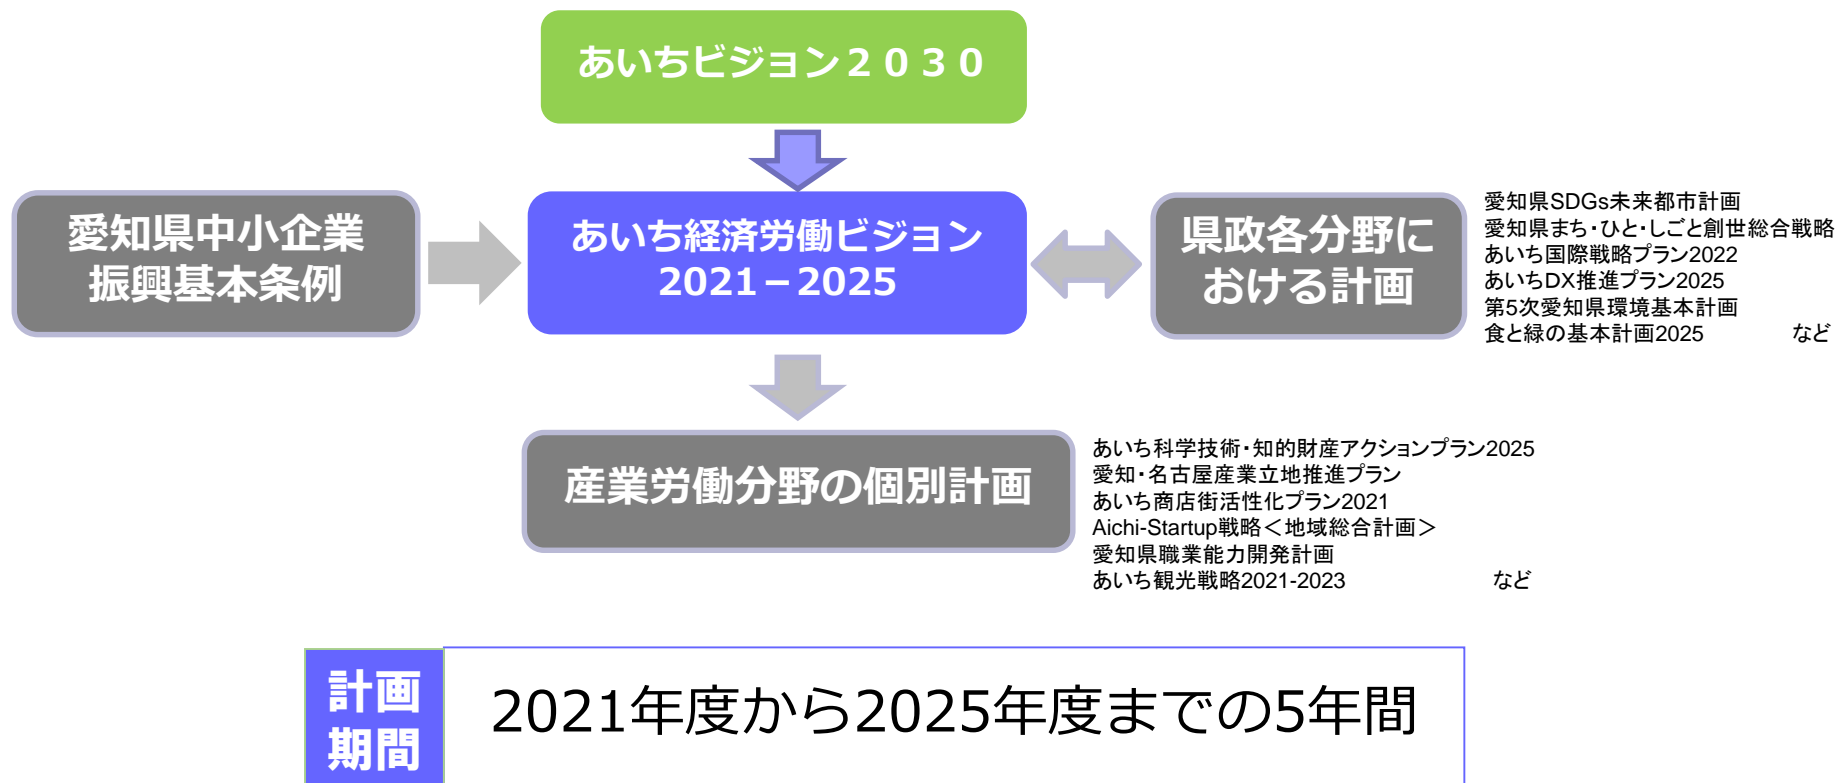 あいちビジョン２０３０
愛知県中小企業
振興基本条例
あいち経済労働ビジョン
2021－2025
県政各分野に
おける計画
愛知県SDGs未来都市計画
愛知県まち・ひと・しごと創世総合戦略
あいち国際戦略プラン2022
あいちDX推進プラン2025
第5次愛知県環境基本計画
食と緑の基本計画2025　　　　など
産業労働分野の個別計画
あいち科学技術・知的財産アクションプラン2025
愛知・名古屋産業立地推進プラン
あいち商店街活性化プラン2021
Aichi-Startup戦略＜地域総合計画＞
愛知県職業能力開発計画
あいち観光戦略2021-2023　　　　　　　など
計画
期間
2021年度から2025年度までの5年間